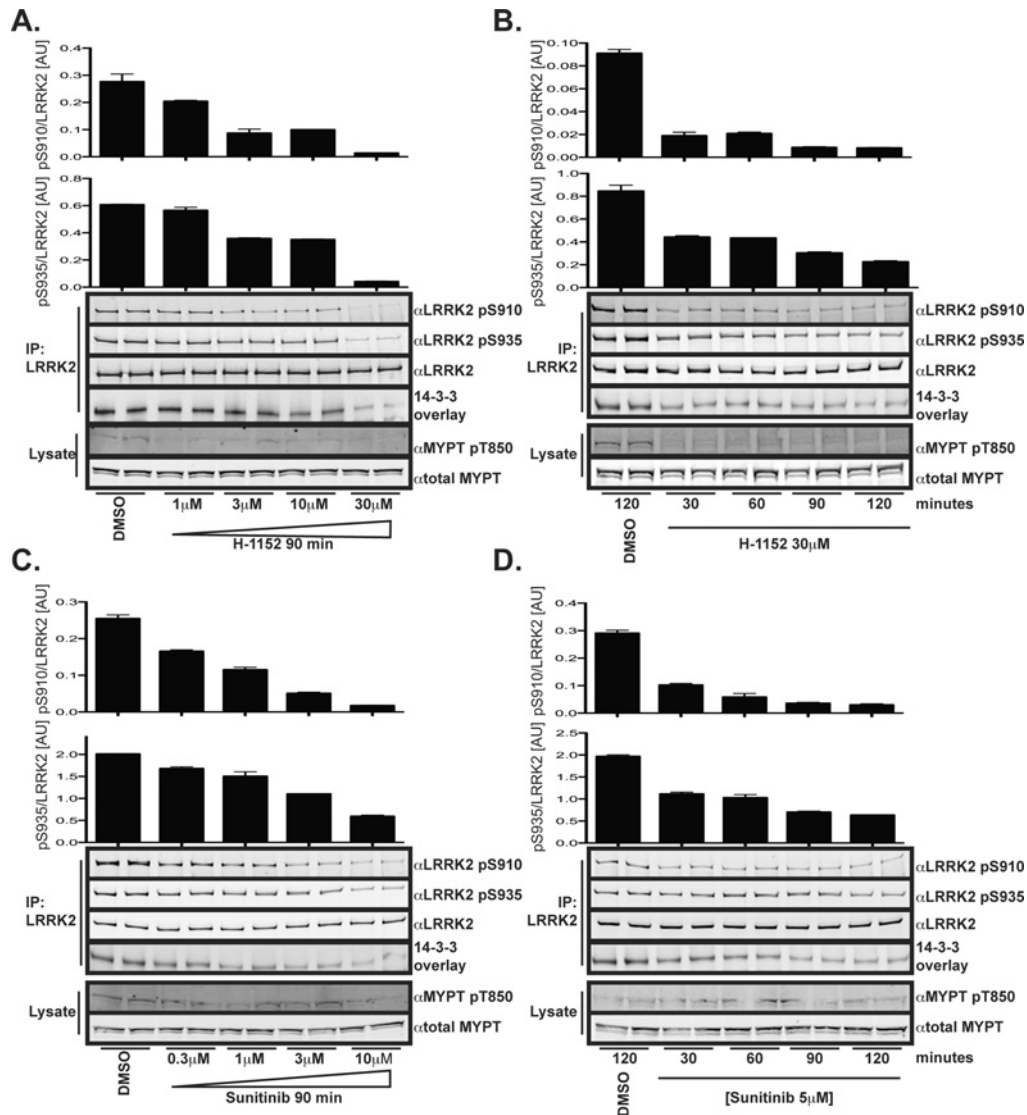 A.
pS910/LRRK2 [AU]
0.4
0.3
0.2
0.1
0.0
pS935/LRRK2 [AU]
0.8
0.6
0.4
0.2
0.0
IP:
LRRK2
αLRRK2 pS910
αLRRK2 pS935
αLRRK2
14-3-3
overlay
Lysate
αMYPT pT850
αtotal MYPT
DMSO
1μM 3μM 10μM 30μM
H-1152 90 min
B.
pS910/LRRK2 [AU]
0.10
0.08
0.06
0.04
0.02
0.00
pS935/LRRK2 [AU]
1.0
0.8
0.6
0.4
0.2
0.0
IP:
LRRK2
αLRRK2 pS910
αLRRK2 pS935
αLRRK2
14-3-3
overlay
Lysate
αMYPT pT850
αtotal MYPT
120 30 60 90 120 minutes
DMSO
H-1152 30μM
C.
pS910/LRRK2 [AU]
0.3
0.2
0.1
0.0
pS935/LRRK2 [AU]
2.0
1.5
1.0
0.5
0.0
IP:
LRRK2
αLRRK2 pS910
αLRRK2 pS935
αLRRK2
14-3-3
overlay
Lysate
αMYPT pT850
αtotal MYPT
DMSO
0.3μM 1μM 3μM 10μM
Sunitinib 90 min
D.
pS910/LRRK2 [AU]
0.4
0.3
0.2
0.1
0.0
pS935/LRRK2 [AU]
2.5
2.0
1.5
1.0
0.5
0.0
IP:
LRRK2
αLRRK2 pS910
αLRRK2 pS935
αLRRK2
14-3-3
overlay
Lysate
αMYPT pT850
αtotal MYPT
120 30 60 90 120 minutes
DMSO
[Sunitinib 5μM]